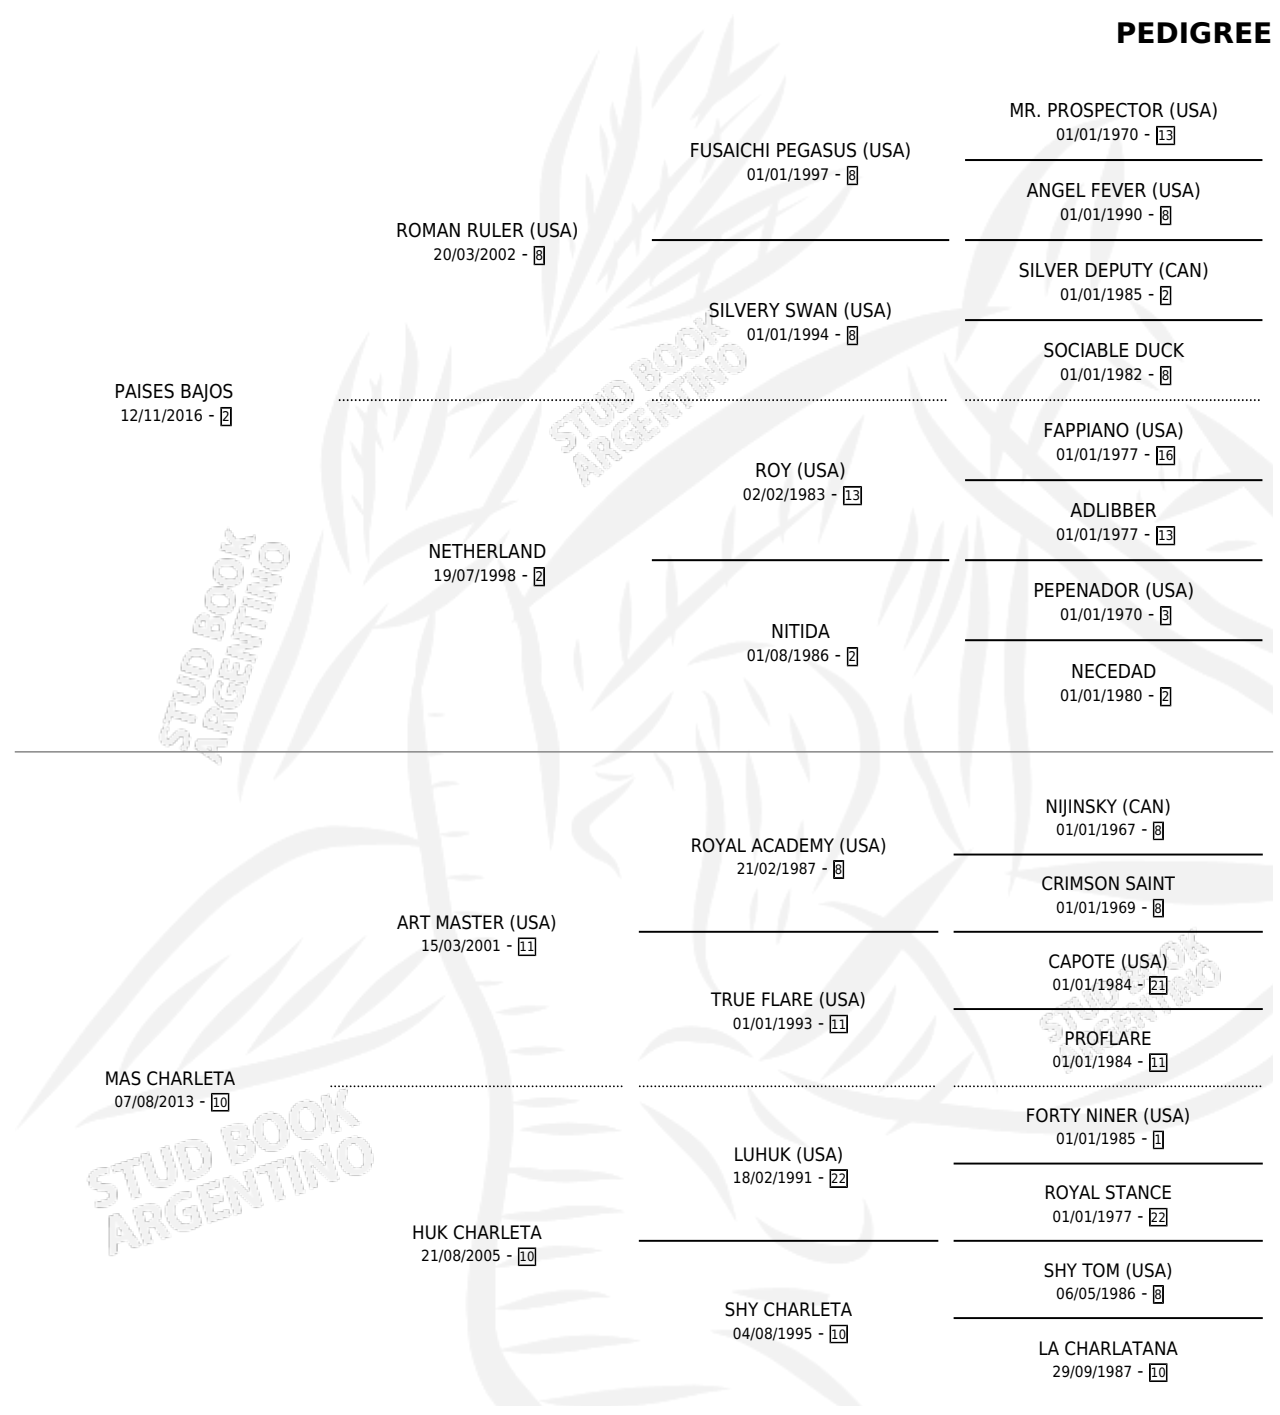 PEDIGREE
MR. PROSPECTOR (USA)
01/01/1970 - 13
FUSAICHI PEGASUS (USA)
01/01/1997 - 8
ANGEL FEVER (USA)
01/01/1990 - 8
ROMAN RULER (USA)
20/03/2002 - 8
SILVER DEPUTY (CAN)
01/01/1985 - 2
SILVERY SWAN (USA)
01/01/1994 - 8
SOCIABLE DUCK
01/01/1982 - 8
STUD BOOK
ARGENTINO
PAISES BAJOS
12/11/2016 - 2
FAPPIANO (USA)
01/01/1977 - 16
ROY (USA)
02/02/1983 - 13
ADLIBBER
01/01/1977 - 13
NETHERLAND
19/07/1998 - 2
PEPENADOR (USA)
01/01/1970 - 3
NITIDA
01/08/1986 - 2
NECEDAD
01/01/1980 - 2
STUD BOOK
ARGENTINO
NIJINSKY (CAN)
01/01/1967 - 8
ROYAL ACADEMY (USA)
21/02/1987 - 8
CRIMSON SAINT
01/01/1969 - 8
ART MASTER (USA)
15/03/2001 - 11
CAPOTE (USA)
01/01/1984 - 21
TRUE FLARE (USA)
01/01/1993 - 11
STUD BOOK
ARGENTINO
PROFLARE
01/01/1984 - 11
MAS CHARLETA
07/08/2013 - 10
FORTY NINER (USA)
01/01/1985 - 1
LUHUK (USA)
18/02/1991 - 22
STUD BOOK
ARGENTINO
ROYAL STANCE
01/01/1977 - 22
HUK CHARLETA
21/08/2005 - 10
SHY TOM (USA)
06/05/1986 - 8
SHY CHARLETA
04/08/1995 - 10
LA CHARLATANA
29/09/1987 - 10